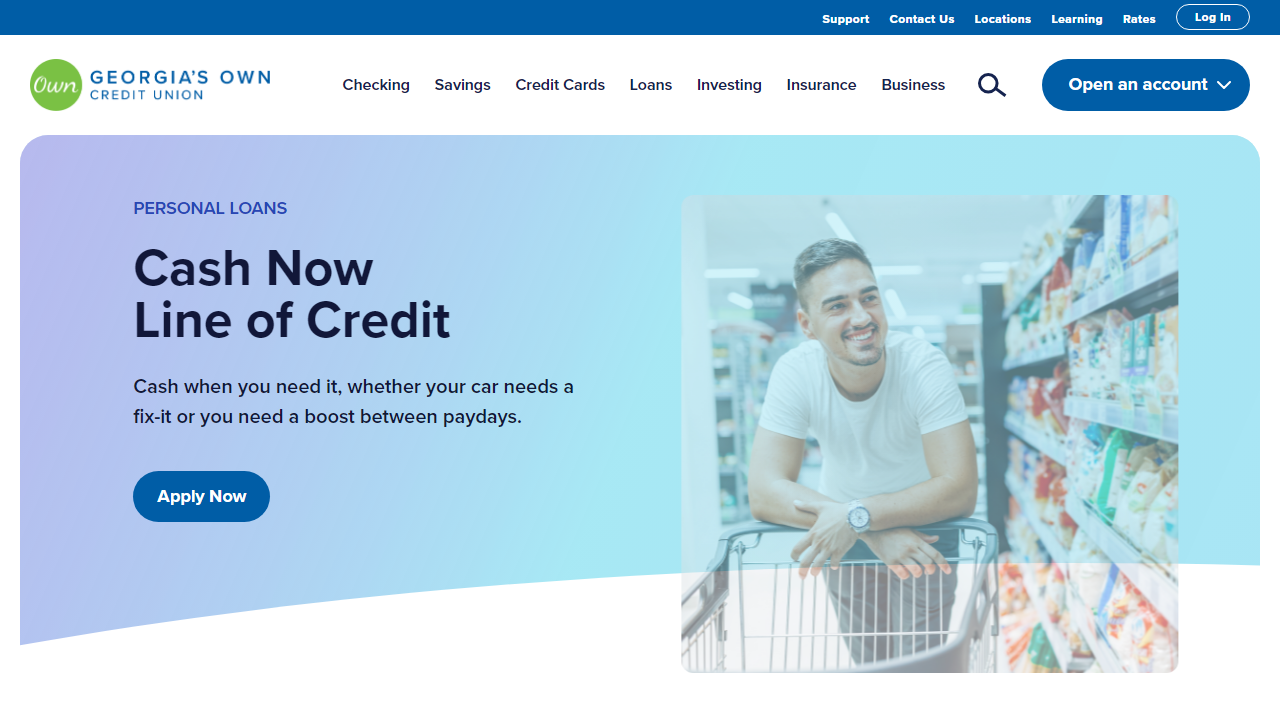 Support Contact Us Locations Learning Rates Log In
Own GEORGIA'S OWN
CREDIT UNION
Checking Savings Credit Cards Loans Investing Insurance Business Open an account
PERSONAL LOANS
Cash Now
Line of Credit
Cash when you need it, whether your car needs a
fix-it or you need a boost between paydays.
Apply Now